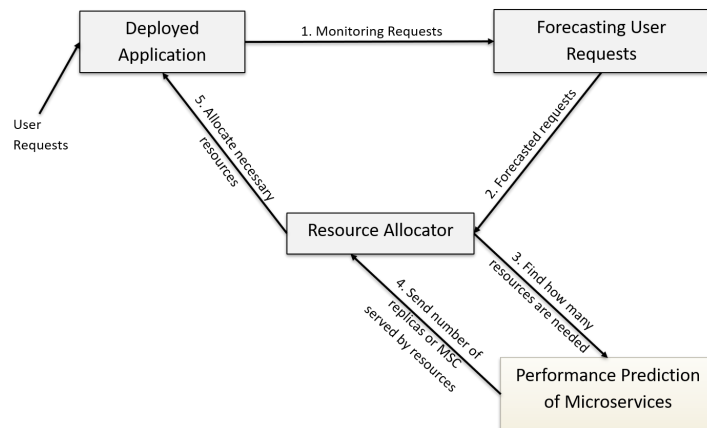 Deployed
Application
1. Monitoring Requests
Forecasting User
Requests
User
Requests
5. Allocate necessary
resources
2. Forecasted requests
Resource Allocator
3. Find how many
resources are needed
4. Send number of
replicas or MSC
served by resources
Performance Prediction
of Microservices